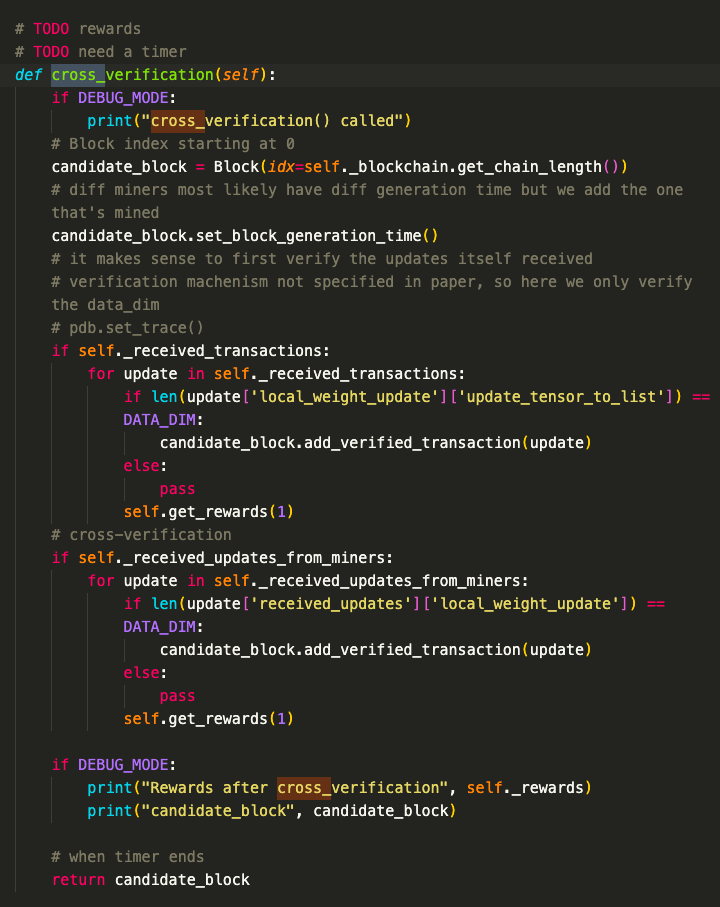 # TODO rewards
# TODO need a timer
def cross_verification(self):
    if DEBUG_MODE:
        print("cross_verification() called")
    # Block index starting at 0
    candidate_block = Block(idx=self._blockchain.get_chain_length())
    # diff miners most likely have diff generation time but we add the one
    that's mined
    candidate_block.set_block_generation_time()
    # it makes sense to first verify the updates itself received
    # verification machenism not specified in paper, so here we only verify
    the data_dim
    # pdb.set_trace()
    if self._received_transactions:
        for update in self._received_transactions:
            if len(update['local_weight_update']['update_tensor_to_list']) ==
            DATA_DIM:
                candidate_block.add_verified_transaction(update)
            else:
                pass
            self.get_rewards(1)
    # cross-verification
    if self._received_updates_from_miners:
        for update in self._received_updates_from_miners:
            if len(update['received_updates']['local_weight_update']) ==
            DATA_DIM:
                candidate_block.add_verified_transaction(update)
            else:
                pass
            self.get_rewards(1)

    if DEBUG_MODE:
        print("Rewards after cross_verification", self._rewards)
        print("candidate_block", candidate_block)

    # when timer ends
    return candidate_block